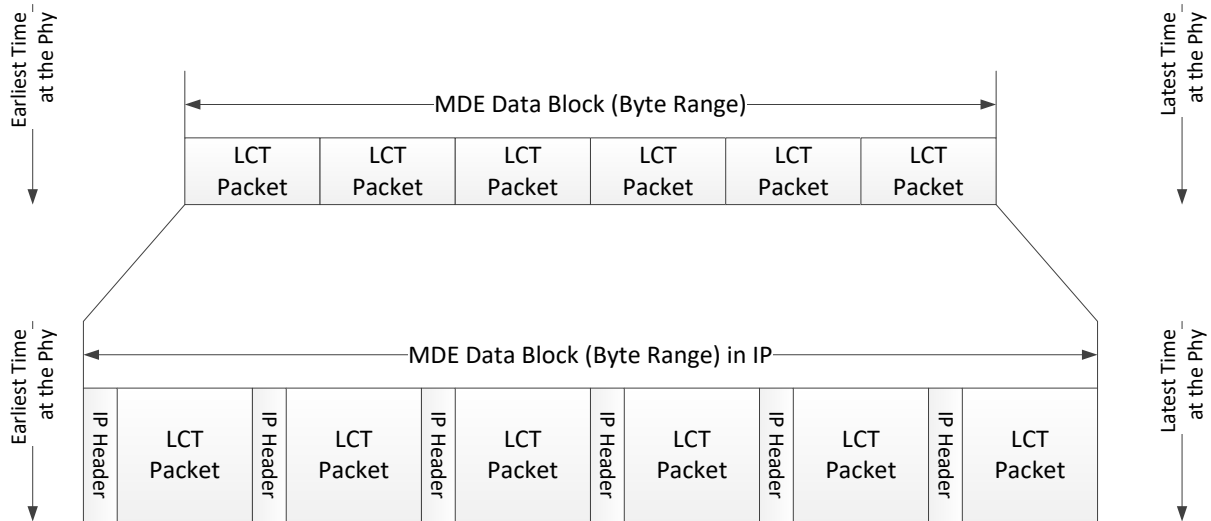 Earliest Time
at the Phy
Latest Time
at the Phy
MDE Data Block (Byte Range)
LCT
Packet
LCT
Packet
LCT
Packet
LCT
Packet
LCT
Packet
LCT
Packet
Earliest Time
at the Phy
Latest Time
at the Phy
MDE Data Block (Byte Range) in IP
IP Header
LCT
Packet
IP Header
LCT
Packet
IP Header
LCT
Packet
IP Header
LCT
Packet
IP Header
LCT
Packet
IP Header
LCT
Packet